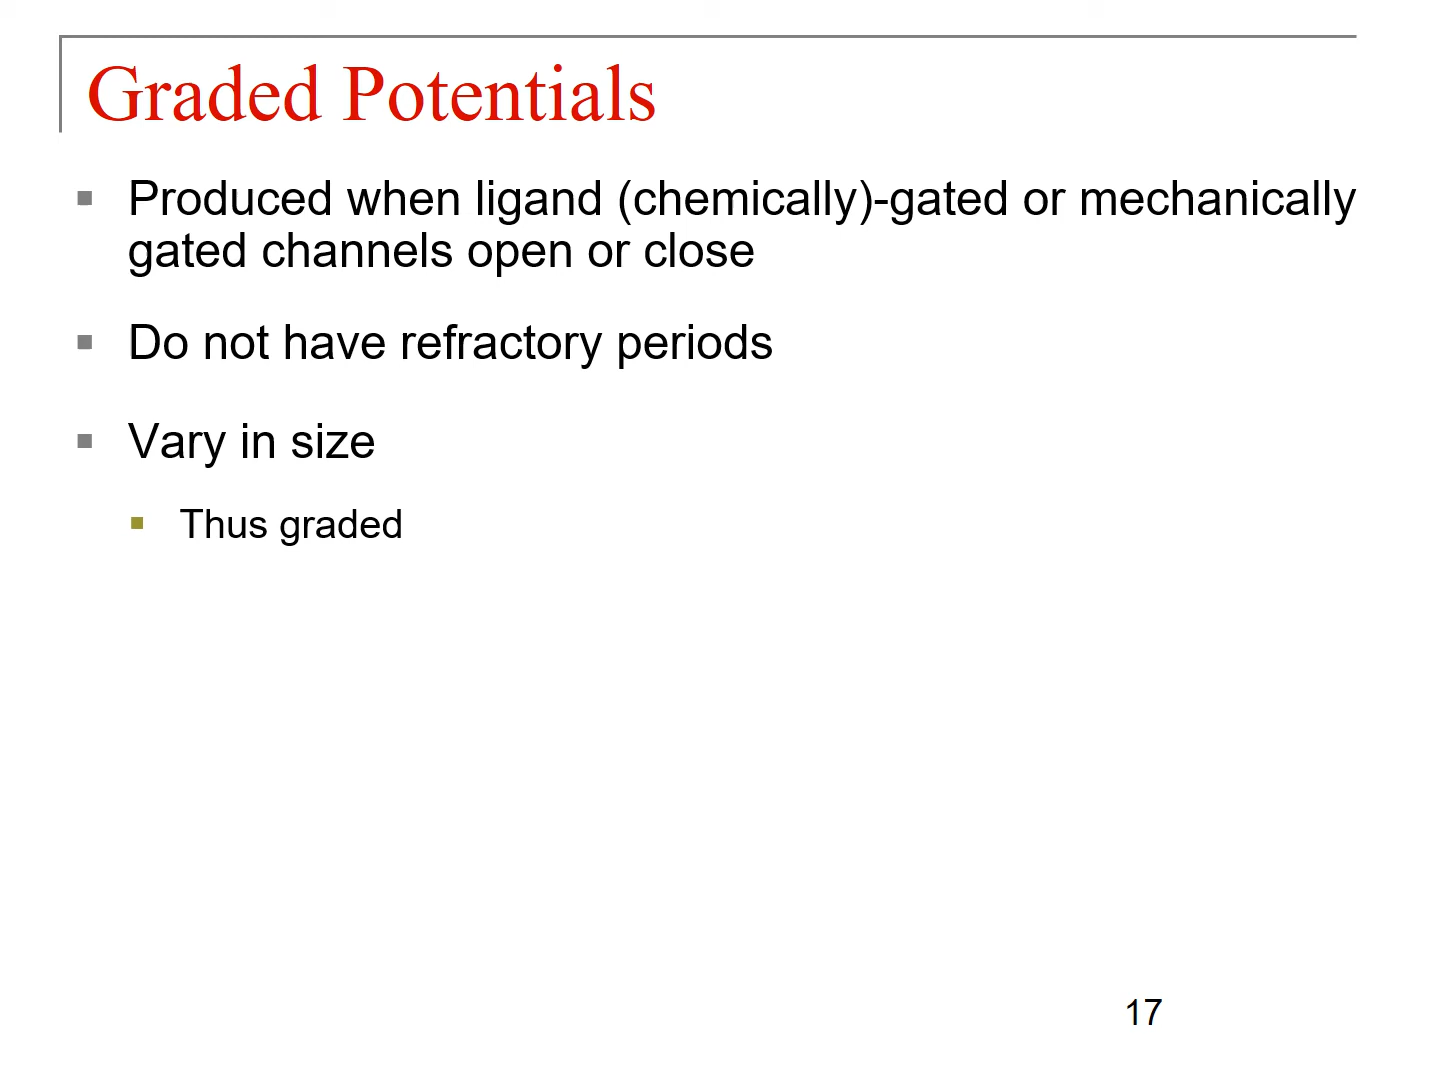 Graded Potentials
▪ Produced when ligand (chemically)-gated or mechanically
gated channels open or close
▪ Do not have refractory periods
▪ Vary in size
▪ Thus graded
17